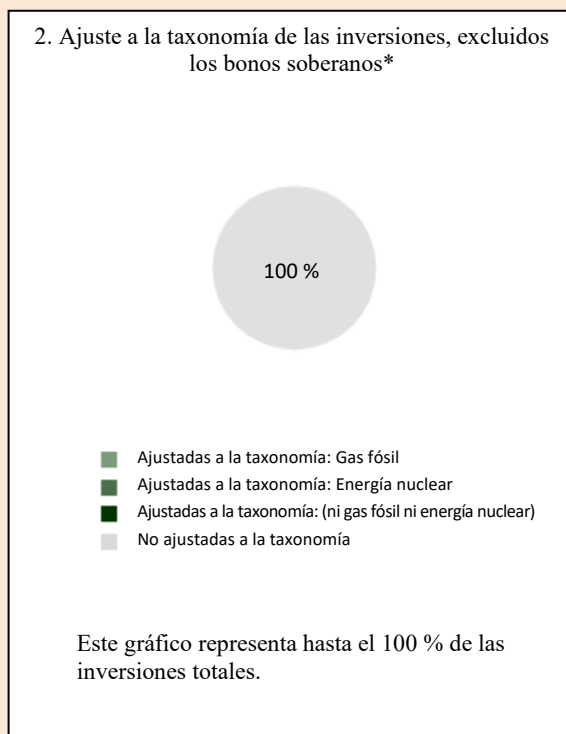 2. Ajuste a la taxonomía de las inversiones, excluidos
los bonos soberanos*
100 %
Ajustadas a la taxonomía: Gas fósil
Ajustadas a la taxonomía: Energía nuclear
Ajustadas a la taxonomía: (ni gas fósil ni energía nuclear)
No ajustadas a la taxonomía
Este gráfico representa hasta el 100 % de las
inversiones totales.